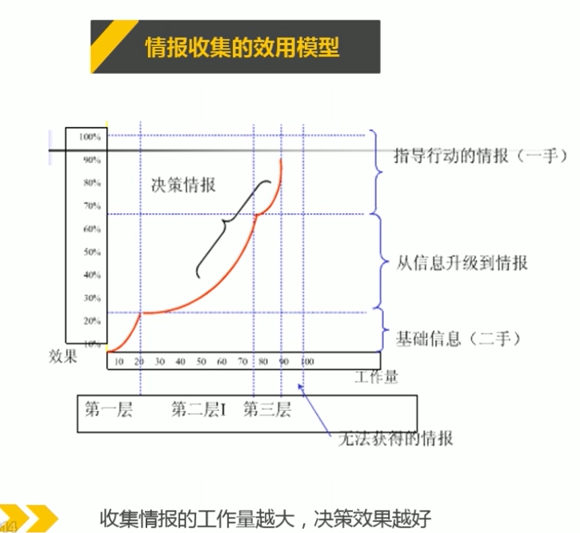 情报收集的效用模型
100%
90%
80%
70%
60%
50%
40%
30%
20%
10%
效果
决策情报
指导行动的情报（一手）
从信息升级到情报
基础信息（二手）
10 20 30 40 50 60 70 80 90 100
工作量
第一层 第二层I 第三层
无法获得的情报
收集情报的工作量越大，决策效果越好